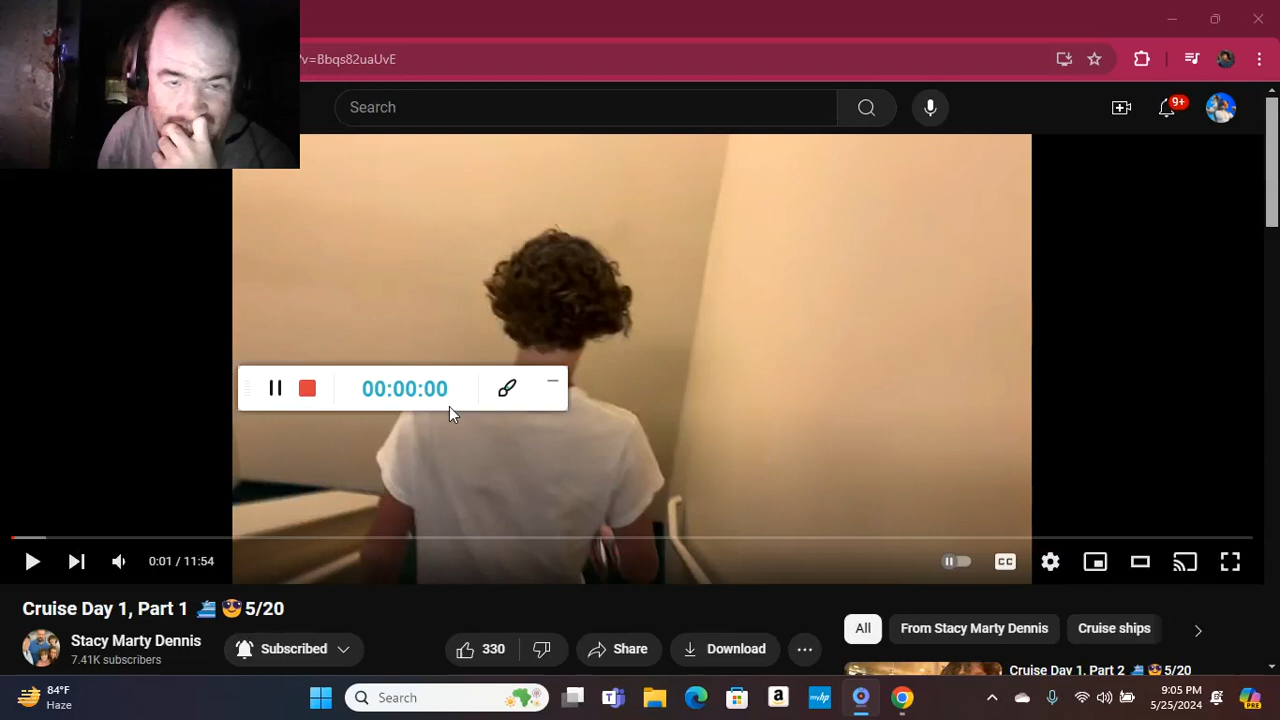 ?v=Bbqs82uaUvE
Search
9+
00:00:00
0:01 / 11:54
CC
Cruise Day 1, Part 1 🛳️😎5/20
Stacy Marty Dennis
7.41K subscribers
Subscribed
330
Share
Download
All
From Stacy Marty Dennis
Cruise ships
Cruise Day 1, Part 2 🛳️😎5/20
84°F
Haze
Search
9:05 PM
5/25/2024